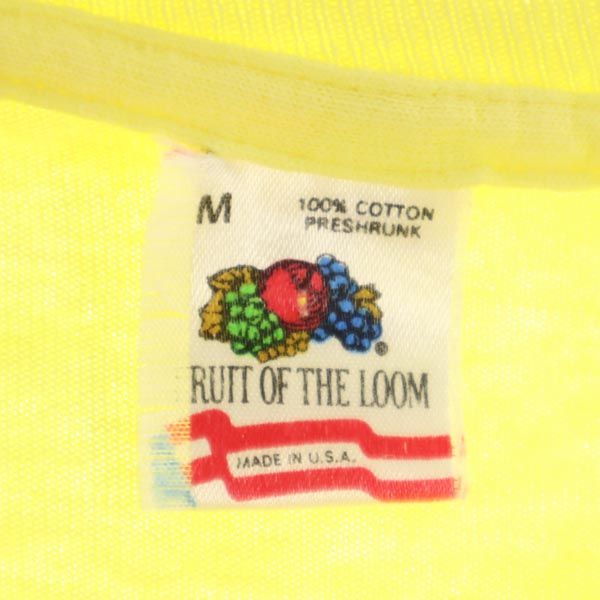 M
100% COTTON
PRESHRUNK
®
RUIT OF THE LOOM
MADE IN U.S.A.